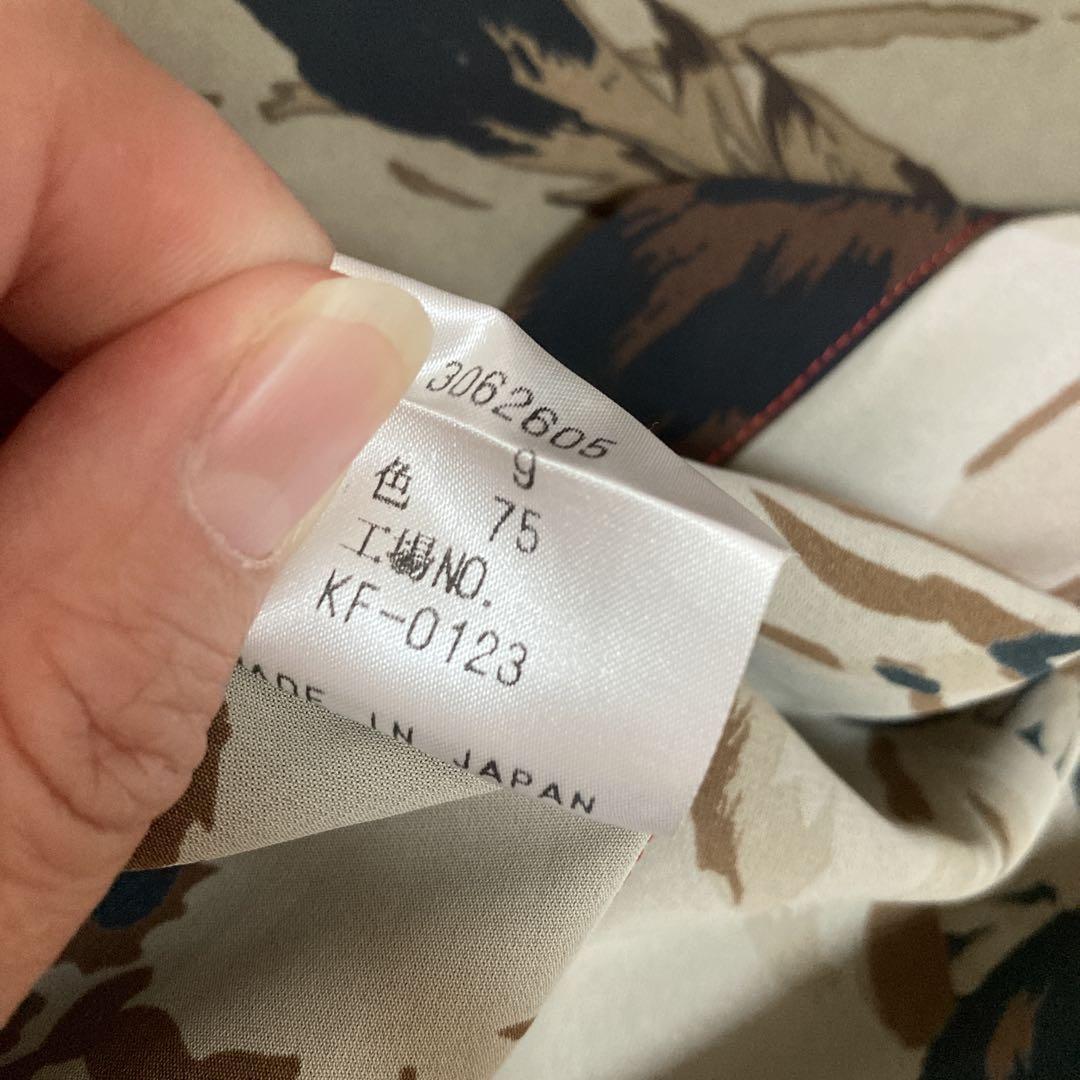 3062605
9
色 75
工場NO.
KF-0123
MADE IN JAPAN